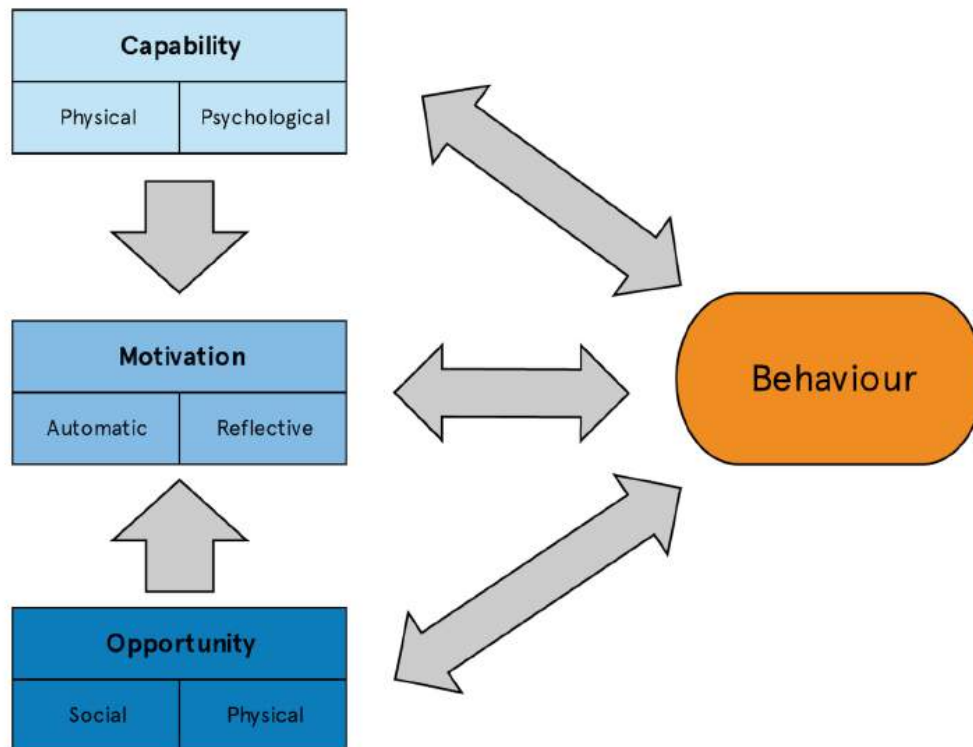 Capability
Physical Psychological
Motivation
Automatic Reflective
Behaviour
Opportunity
Social Physical